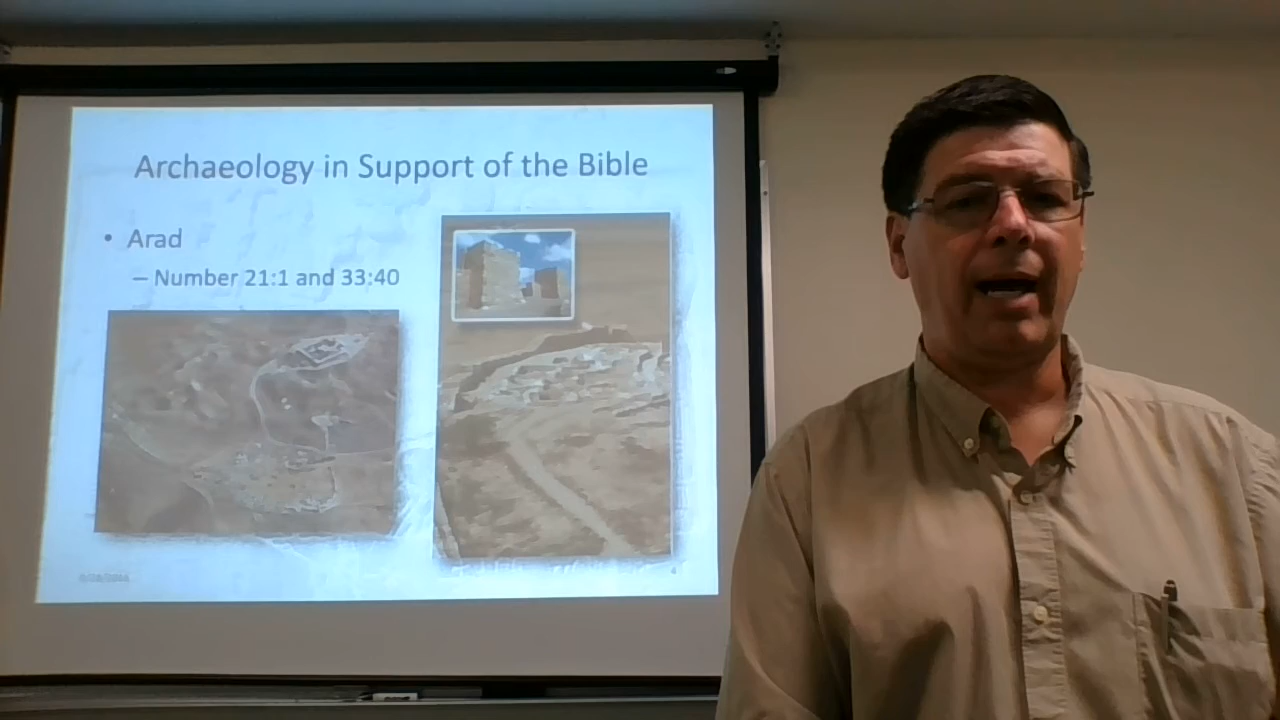 Archaeology in Support of the Bible
• Arad
– Number 21:1 and 33:40